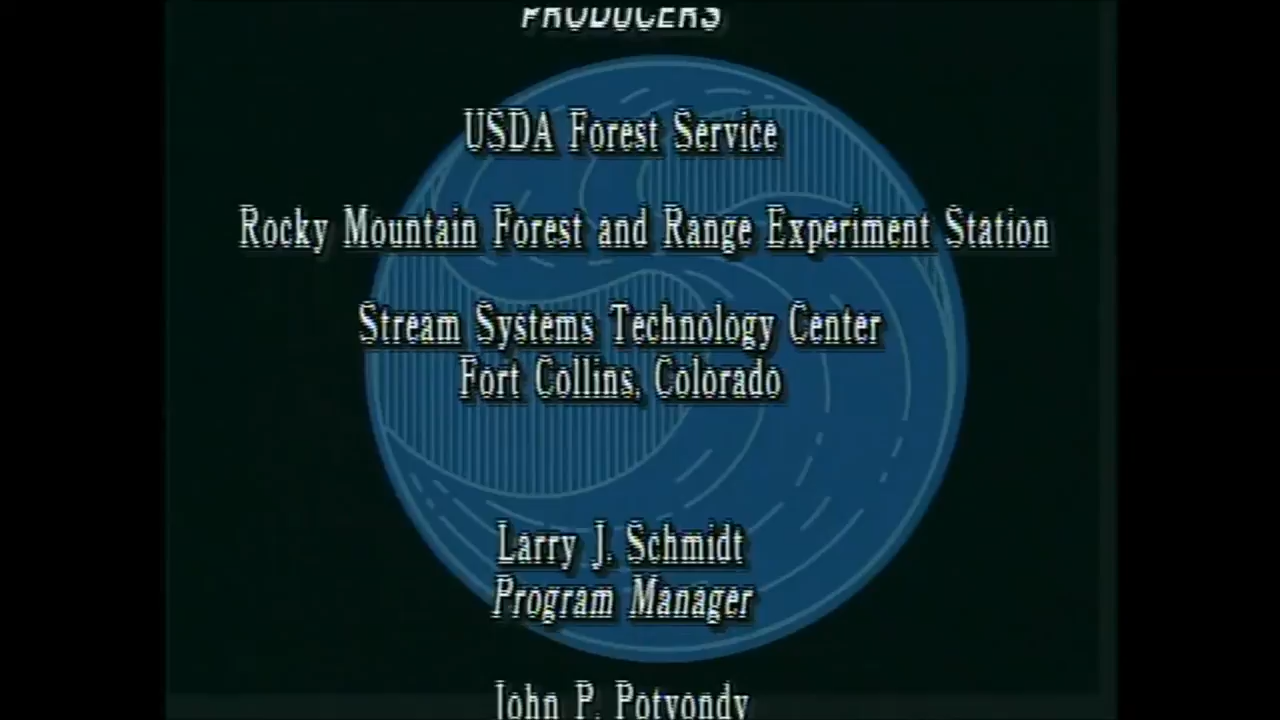 PRODUCERS
USDA Forest Service
Rocky Mountain Forest and Range Experiment Station
Stream Systems Technology Center
Fort Collins, Colorado
Larry J. Schmidt
Program Manager
John P. Potyondy